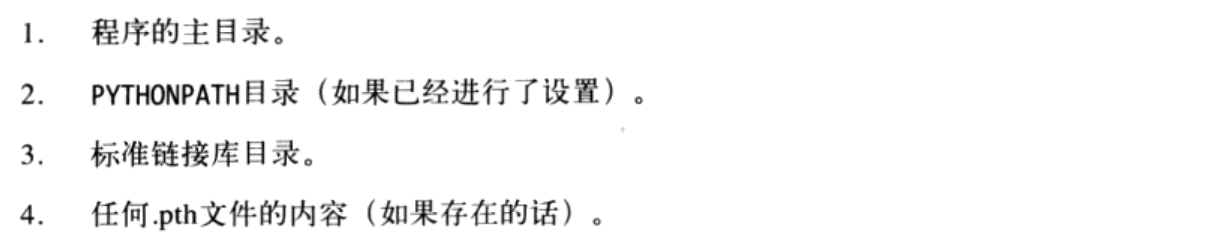 1. 程序的主目录。
2. PYTHONPATH目录（如果已经进行了设置）。
3. 标准链接库目录。
4. 任何.pth文件的内容（如果存在的话）。